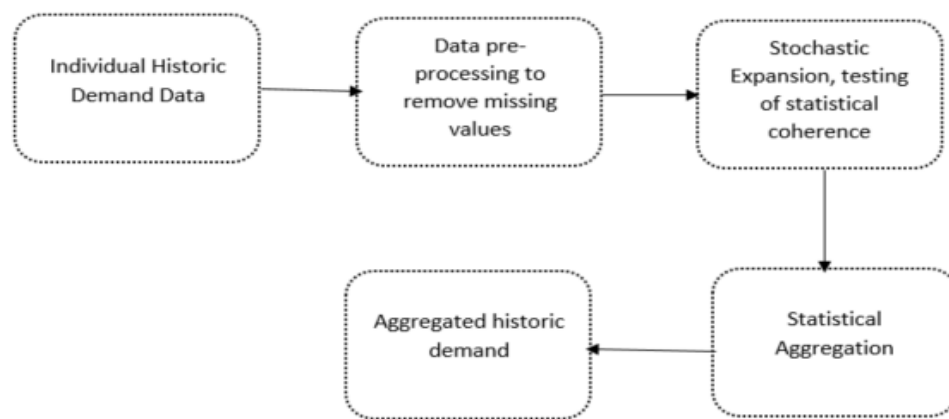 Individual Historic
Demand Data
Data pre-
processing to
remove missing
values
Stochastic
Expansion, testing
of statistical
coherence
Statistical
Aggregation
Aggregated historic
demand